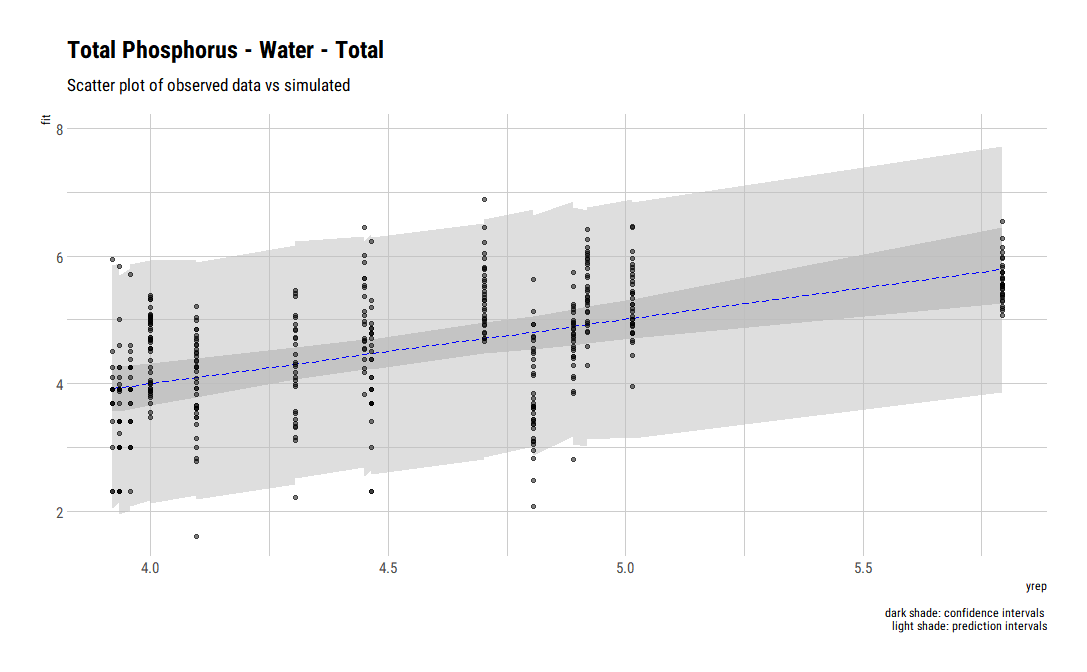 Total Phosphorus - Water - Total
Scatter plot of observed data vs simulated
fit
8
6
4
2
4.0 4.5 5.0 5.5
yrep
dark shade: confidence intervals
light shade: prediction intervals